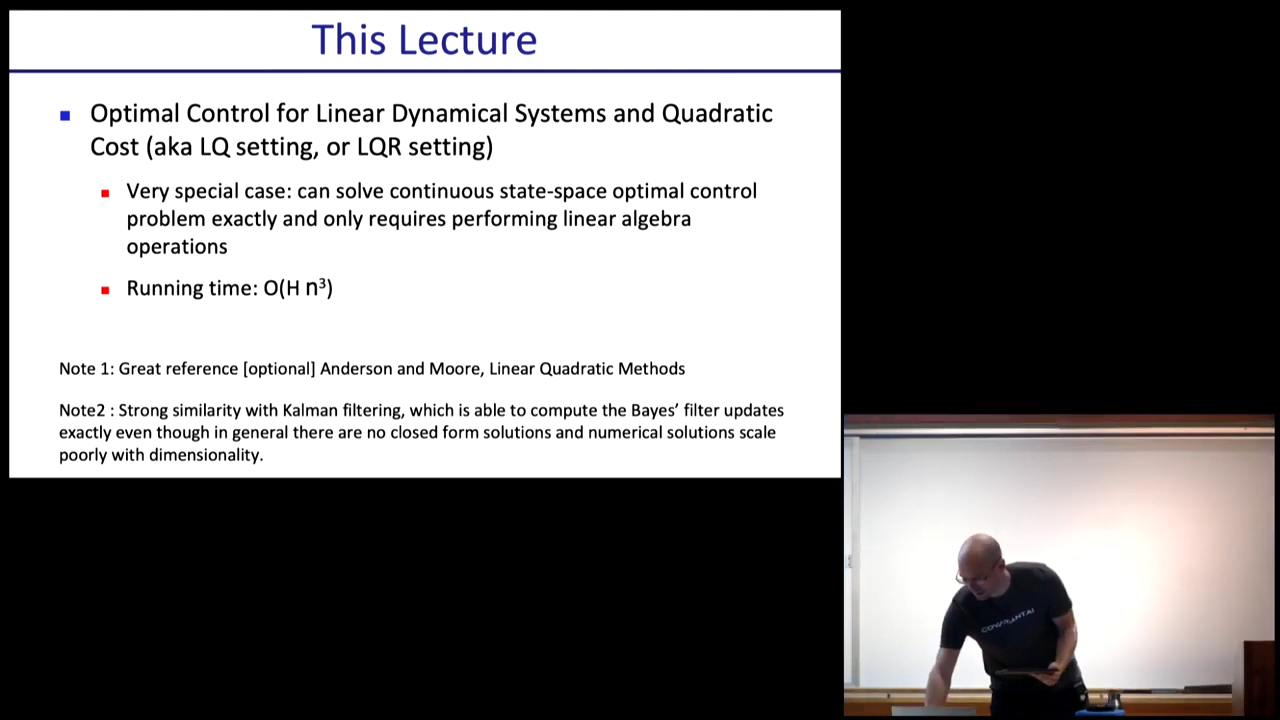 This Lecture
Optimal Control for Linear Dynamical Systems and Quadratic
Cost (aka LQ setting, or LQR setting)
Very special case: can solve continuous state-space optimal control
problem exactly and only requires performing linear algebra
operations
Running time: O(H n³)
Note 1: Great reference [optional] Anderson and Moore, Linear Quadratic Methods
Note2 : Strong similarity with Kalman filtering, which is able to compute the Bayes’ filter updates
exactly even though in general there are no closed form solutions and numerical solutions scale
poorly with dimensionality.
COVARIANT.AI